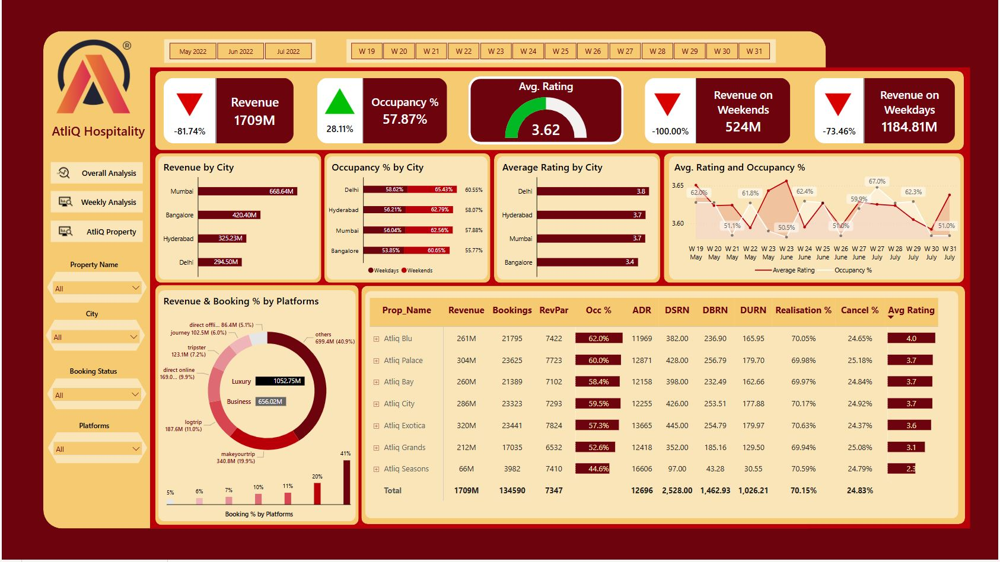 ®
AtliQ Hospitality
May 2022 Jun 2022 Jul 2022
W 19 W 20 W 21 W 22 W 23 W 24 W 25 W 26 W 27 W 28 W 29 W 30 W 31
Overall Analysis
Weekly Analysis
AtliQ Property
Property Name
All
City
All
Booking Status
All
Platforms
All
-81.74%
Revenue
1709M
28.11%
Occupancy %
57.87%
Avg. Rating
3.62
-100.00%
Revenue on
Weekends
524M
-73.46%
Revenue on
Weekdays
1184.81M
Revenue by City
Mumbai 668.64M
Bangalore 420.40M
Hyderabad 325.23M
Delhi 294.50M
Occupancy % by City
Delhi 58.62% 65.43% 60.55%
Hyderabad 56.21% 62.79% 58.07%
Mumbai 56.04% 62.56% 57.88%
Bangalore 53.85% 60.65% 55.77%
Weekdays Weekends
Average Rating by City
Delhi 3.8
Hyderabad 3.7
Mumbai 3.7
Bangalore 3.4
Avg. Rating and Occupancy %
3.65
3.60
62.0% 51.1% 61.8% 50.5% 62.4% 51.0% 59.9% 67.0% 62.3% 51.0%
W 19 W 20 W 21 W 22 W 23 W 23 W 24 W 25 W 26 W 27 W 27 W 28 W 29 W 30 W 31
May May May May May June June June June June July July July July July
Average Rating Occupancy %
Revenue & Booking % by Platforms
direct offli... 86.4M (5.1%)
journey 102.5M (6.0%)
tripster
123.1M (7.2%)
direct online
169.0... (9.9%)
logtrip
187.6M (11.0%)
makeyourtrip
340.8M (19.9%)
others
699.4M (40.9%)
Luxury 1052.75M
Business 656.02M
5% 6% 7% 10% 11% 20% 41%
Booking % by Platforms
Prop_Name Revenue Bookings RevPar Occ % ADR DSRN DBRN DURN Realisation % Cancel % Avg Rating
Atliq Blu 261M 21795 7422 62.0% 11969 382.00 236.90 165.95 70.05% 24.65% 4.0
Atliq Palace 304M 23625 7723 60.0% 12871 428.00 256.79 179.70 69.98% 25.18% 3.7
Atliq Bay 260M 21389 7102 58.4% 12158 398.00 232.49 162.66 69.97% 24.84% 3.7
Atliq City 286M 23323 7293 59.5% 12255 426.00 253.51 177.88 70.17% 24.92% 3.7
Atliq Exotica 320M 23441 7824 57.3% 13665 445.00 254.79 179.97 70.63% 24.37% 3.6
Atliq Grands 212M 17035 6532 52.6% 12418 352.00 185.16 129.50 69.94% 25.08% 3.1
Atliq Seasons 66M 3982 7410 44.6% 16606 97.00 43.28 30.55 70.59% 24.79% 2.3
Total 1709M 134590 7347 12696 2,528.00 1,462.93 1,026.21 70.15% 24.83%